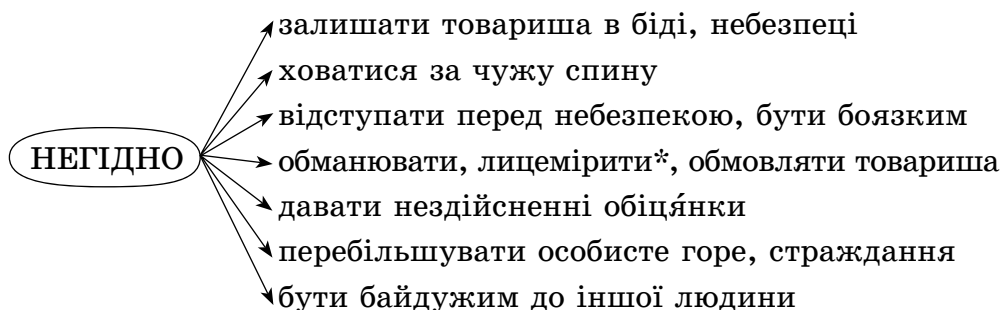 залишати товариша в біді, небезпеці
ховатися за чужу спину
відступати перед небезпекою, бути боязким
НЕГІДНО
обманювати, лицемірити*, обмовляти товариша
давати нездійсненні обіця́нки
перебільшувати особисте горе, страждання
бути байдужим до іншої людини